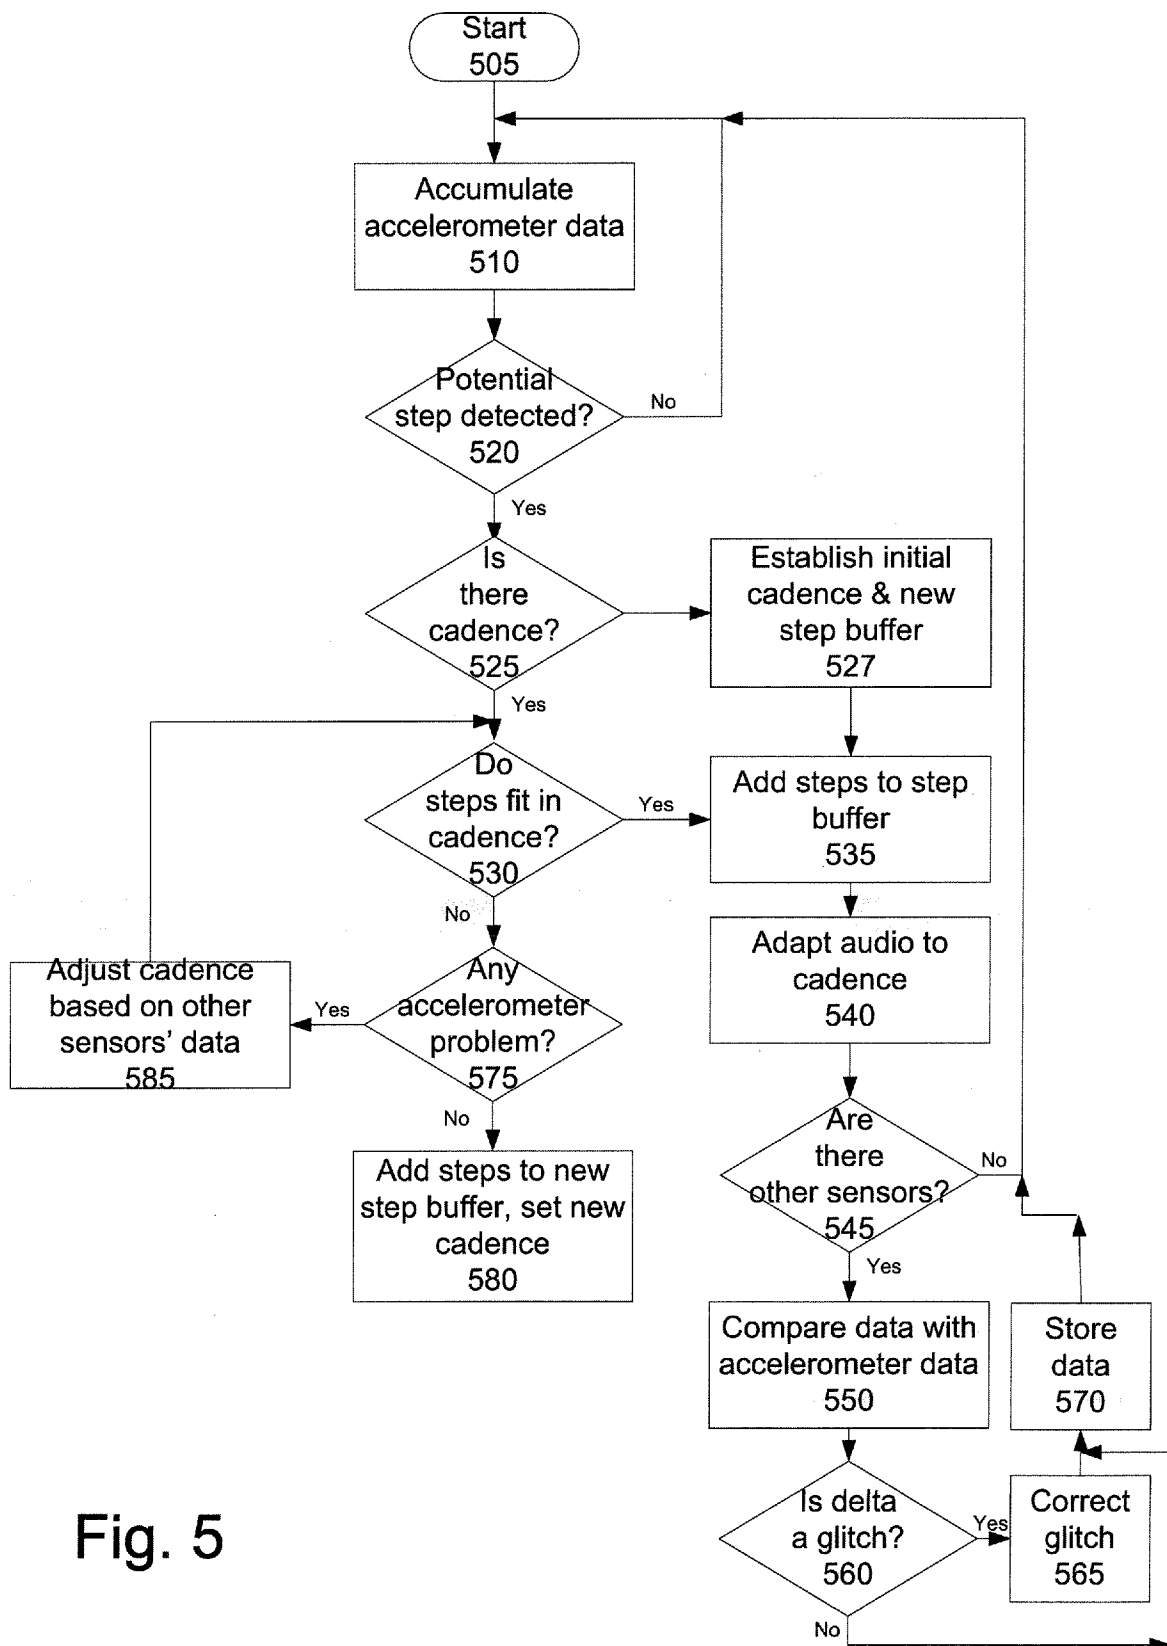 Start
505
Accumulate
accelerometer data
510
Potential
step detected?
520
No
Yes
Is
there
cadence?
525
Establish initial
cadence & new
step buffer
527
Yes
Do
steps fit in
cadence?
530
Yes
Add steps to step
buffer
535
No
Adapt audio to
cadence
540
Adjust cadence
based on other
sensors' data
585
Yes
Any
accelerometer
problem?
575
No
Add steps to new
step buffer, set new
cadence
580
Are
there
other sensors?
545
No
Yes
Compare data with
accelerometer data
550
Store
data
570
Is delta
a glitch?
560
Yes
Correct
glitch
565
No
Fig. 5